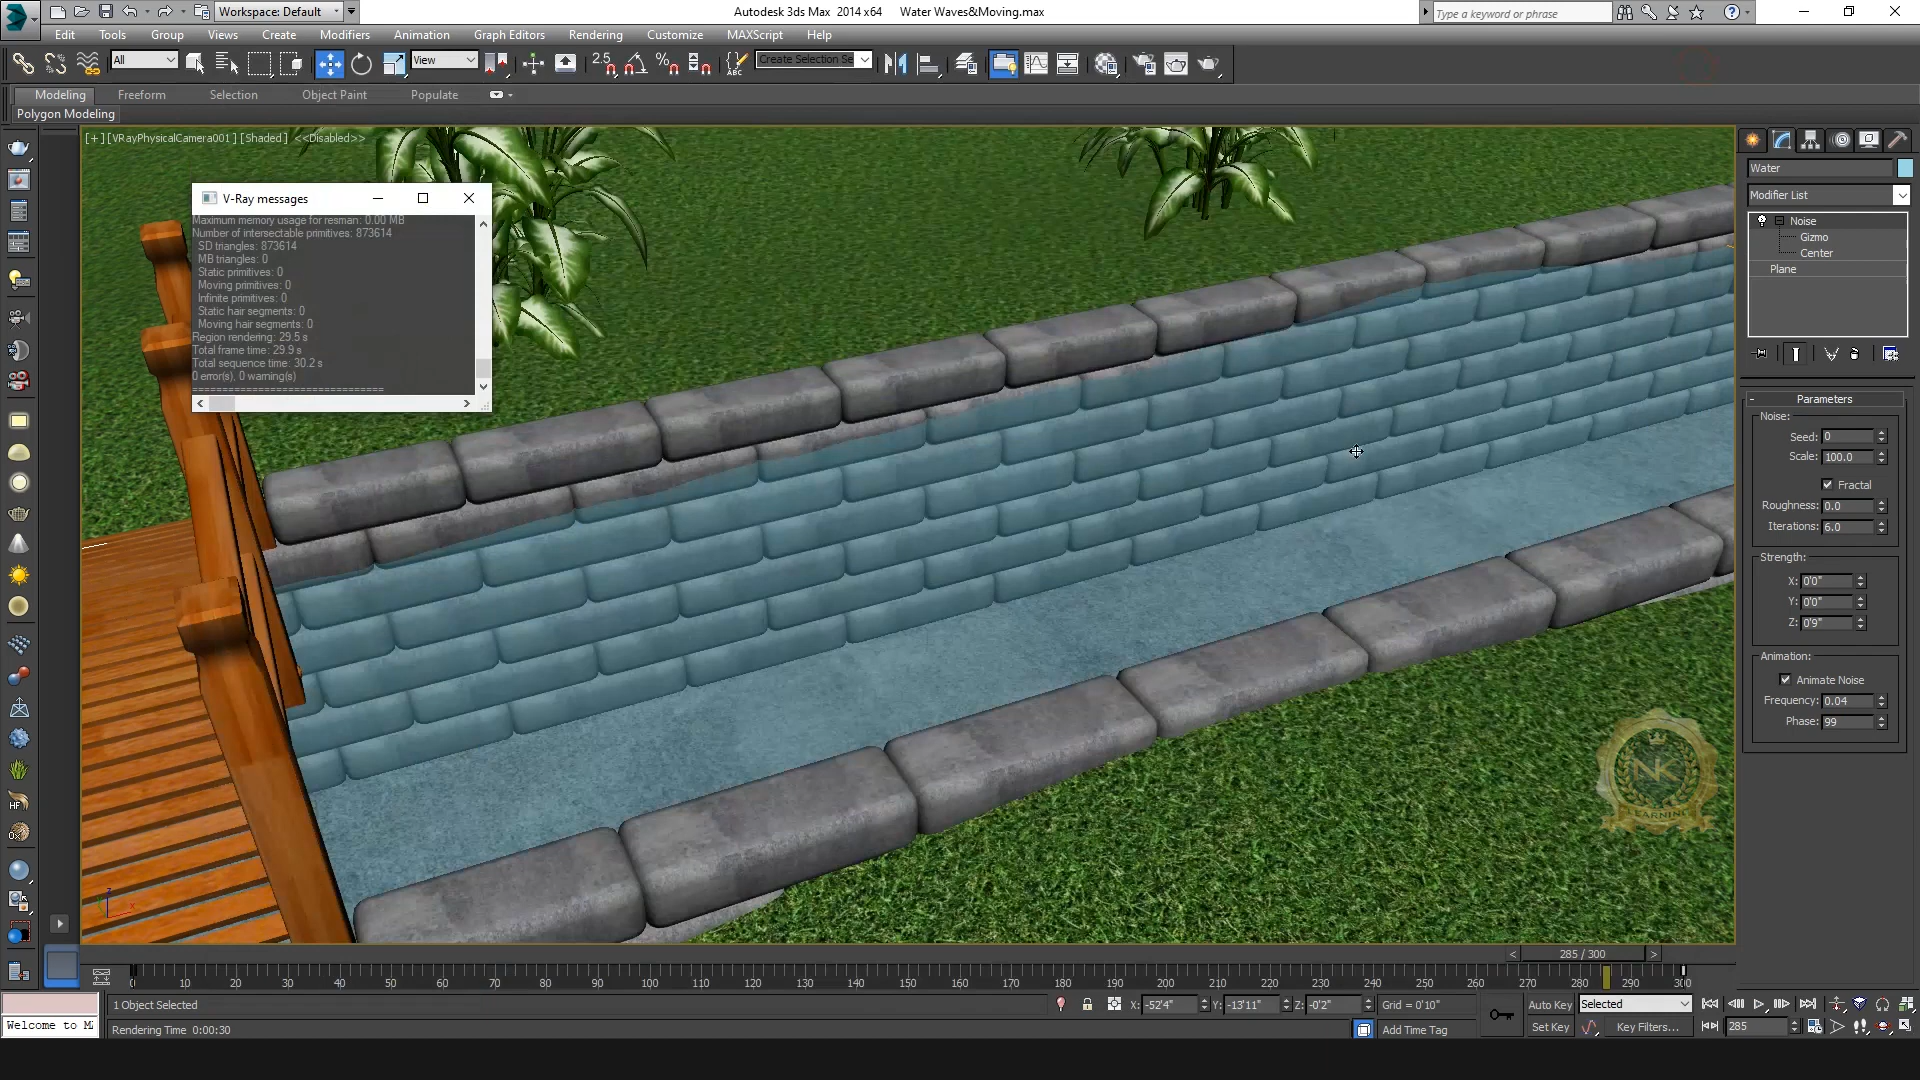 Workspace: Default
Autodesk 3ds Max 2014 x64 Water Waves&Moving.max
Type a keyword or phrase
Edit Tools Group Views Create Modifiers Animation Graph Editors Rendering Customize MAXScript Help
All View 2.5 Create Selection Se
Modeling Freeform Selection Object Paint Populate
Polygon Modeling
[+][VRayPhysicalCamera001][Shaded] <<Disabled>>
V-Ray messages
Maximum memory usage for resman: 0.00 MB
Number of intersectable primitives: 873614
SD triangles: 873614
MB triangles: 0
Static primitives: 0
Moving primitives: 0
Infinite primitives: 0
Static hair segments: 0
Moving hair segments: 0
Region rendering: 29.5 s
Total frame time: 29.9 s
Total sequence time: 30.2 s
0 error(s), 0 warning(s)
================================
Water
Modifier List
Noise
Gizmo
Center
Plane
Parameters
Noise:
Seed: 0
Scale: 100.0
Fractal
Roughness: 0.0
Iterations: 6.0
Strength:
X: 0'0"
Y: 0'0"
Z: 0'9"
Animation:
Animate Noise
Frequency: 0.04
Phase: 99
NK
LEARNING
285 / 300
0 10 20 30 40 50 60 70 80 90 100 110 120 130 140 150 160 170 180 190 200 210 220 230 240 250 260 270 280 290 300
1 Object Selected X: -52'4" Y: -13'11" Z: -0'2" Grid = 0'10" Auto Key Selected
Welcome to M Rendering Time 0:00:30 Add Time Tag Set Key Key Filters... 285